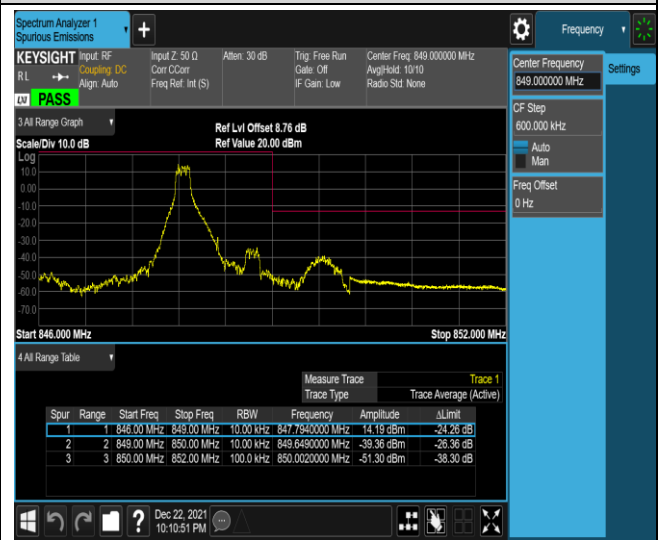 Spectrum Analyzer 1
Spurious Emissions
Frequency
KEYSIGHT Input: RF Input Z: 50 Ω Atten: 30 dB Trig: Free Run Center Freq: 849.000000 MHz
R L Coupling: DC Corr CCorr Gate: Off Avg|Hold: 10/10
Align: Auto Freq Ref: Int (S) IF Gain: Low Radio Std: None
LXI PASS
Center Frequency
849.000000 MHz
Settings
CF Step
600.000 kHz
Auto
Man
Freq Offset
0 Hz
3 All Range Graph
Ref Lvl Offset 8.76 dB
Scale/Div 10.0 dB Ref Value 20.00 dBm
Log
10.0
0.00
-10.0
-20.0
-30.0
-40.0
-50.0
-60.0
-70.0
Start 846.000 MHz Stop 852.000 MHz
4 All Range Table
Measure Trace Trace 1
Trace Type Trace Average (Active)
Spur Range Start Freq Stop Freq RBW Frequency Amplitude ΔLimit
1 1 846.00 MHz 849.00 MHz 10.00 kHz 847.7940000 MHz 14.19 dBm -24.26 dB
2 2 849.00 MHz 850.00 MHz 10.00 kHz 849.6490000 MHz -39.36 dBm -26.36 dB
3 3 850.00 MHz 852.00 MHz 100.0 kHz 850.0020000 MHz -51.30 dBm -38.30 dB
? Dec 22, 2021
10:10:51 PM